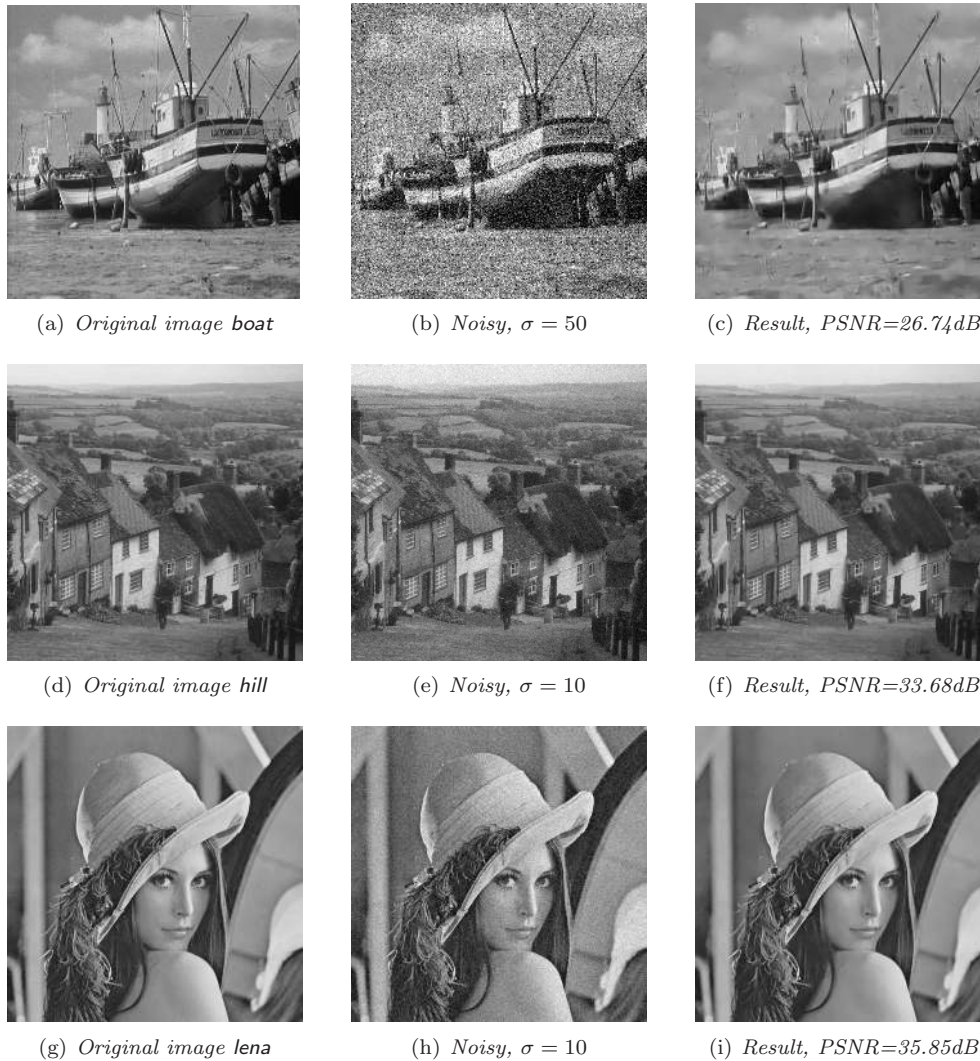 (a) Original image boat
(b) Noisy, σ = 50
(c) Result, PSNR=26.74dB
(d) Original image hill
(e) Noisy, σ = 10
(f) Result, PSNR=33.68dB
(g) Original image lena
(h) Noisy, σ = 10
(i) Result, PSNR=35.85dB